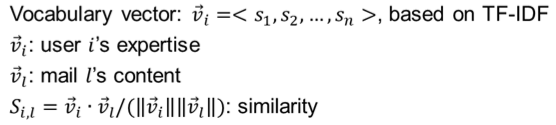 Vocabulary vector: v⃗ᵢ =< s₁, s₂, …, sₙ >, based on TF-IDF
v⃗ᵢ: user i's expertise
v⃗ₗ: mail l's content
Sᵢ,ₗ = v⃗ᵢ · v⃗ₗ/(‖v⃗ᵢ‖‖v⃗ₗ‖): similarity